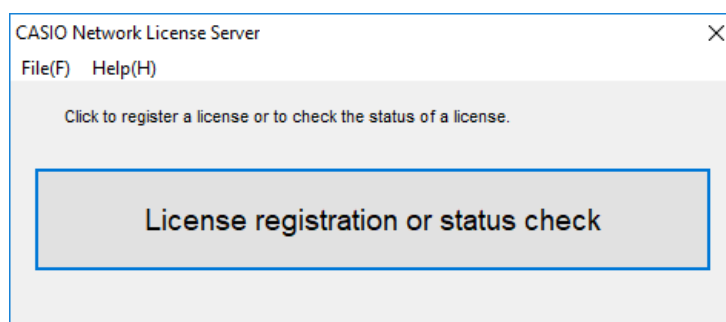 CASIO Network License Server
File(F) Help(H)
Click to register a license or to check the status of a license.
License registration or status check